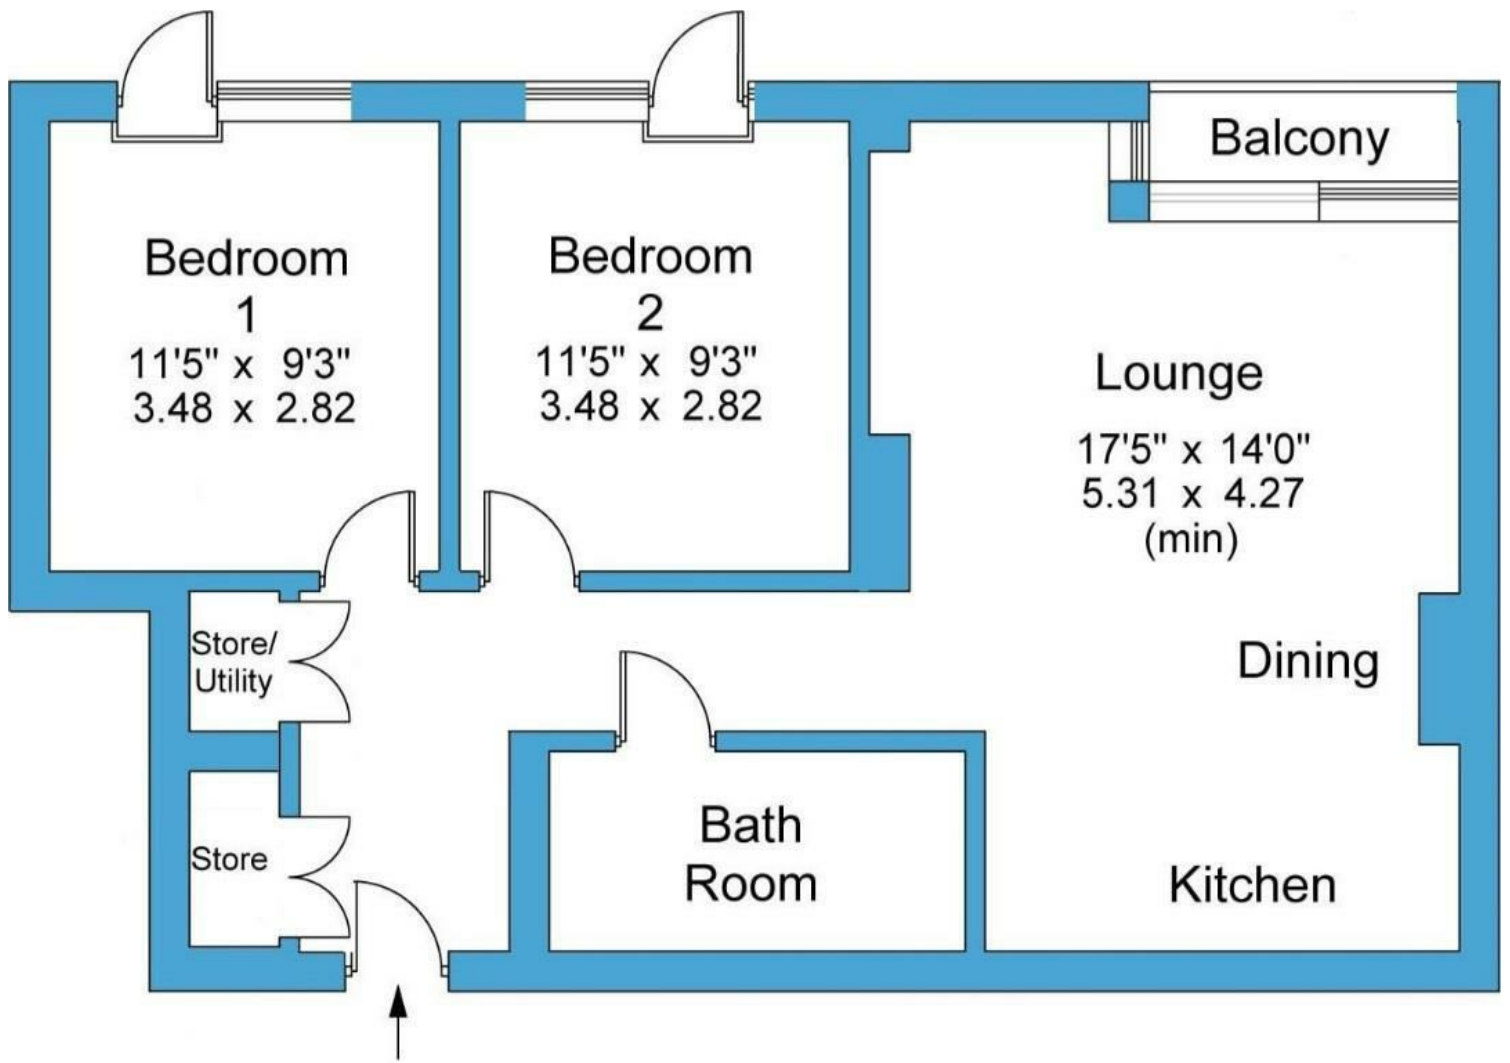 Balcony
Bedroom
1
11'5" x 9'3"
3.48 x 2.82
Bedroom
2
11'5" x 9'3"
3.48 x 2.82
Lounge
17'5" x 14'0"
5.31 x 4.27
(min)
Store/
Utility
Dining
Store
Bath
Room
Kitchen